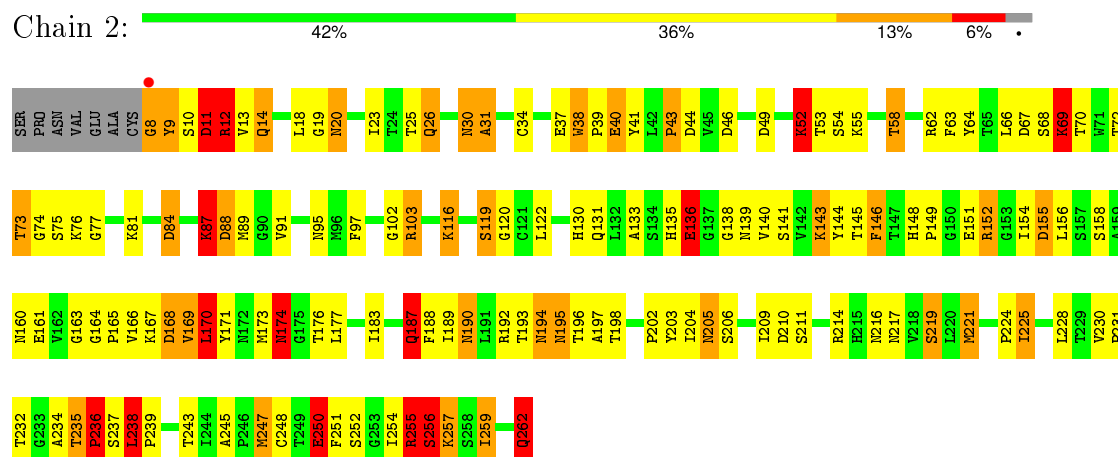 Chain 2:
42% 36% 13% 6% •
SER PRO ASN VAL GLU ALA CYS G8 Y9 S10 D11 R12 V13 Q14 L18 G19 N20 I23 T24 T25 Q26 N30 A31 C34 E37 W38 P39 E40 Y41 L42 P43 D44 V45 D46 D49 K52 T53 S54 K55 T58 R62 F63 Y64 T65 L66 D67 S68 K69 T70 W71 T72
T73 G74 S75 K76 G77 K81 D84 K87 D88 M89 G90 V91 N95 M96 F97 G102 R103 K116 S119 G120 C121 L122 H130 Q131 L132 A133 S134 H135 E136 G137 G138 N139 V140 S141 V142 K143 Y144 T145 F146 T147 H148 P149 G150 E151 R152 G153 I154 D155 L156 S157 S158 A159
N160 E161 V162 G163 G164 P165 V166 K167 D168 V169 L170 Y171 N172 M173 N174 G175 T176 L177 I183 Q187 F188 I189 N190 L191 R192 T193 N194 N195 T196 A197 T198 P202 Y203 I204 N205 S206 I209 D210 S211 R214 H215 N216 N217 V218 S219 L220 M221 P224 I225 L228 T229 V230 P231
T232 G233 A234 T235 P236 S237 L238 P239 T243 I244 A245 P246 M247 C248 T249 E250 F251 S252 G253 I254 R255 S256 K257 S258 I259 Q262